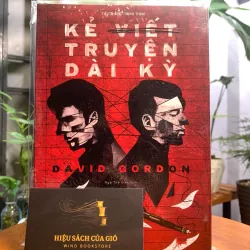 KẺ VIẾT
TRUYỆN
DÀI KỲ
DAVID GORDON
HIỆU SÁCH CỦA GIÓ
WIND BOOKSTORE